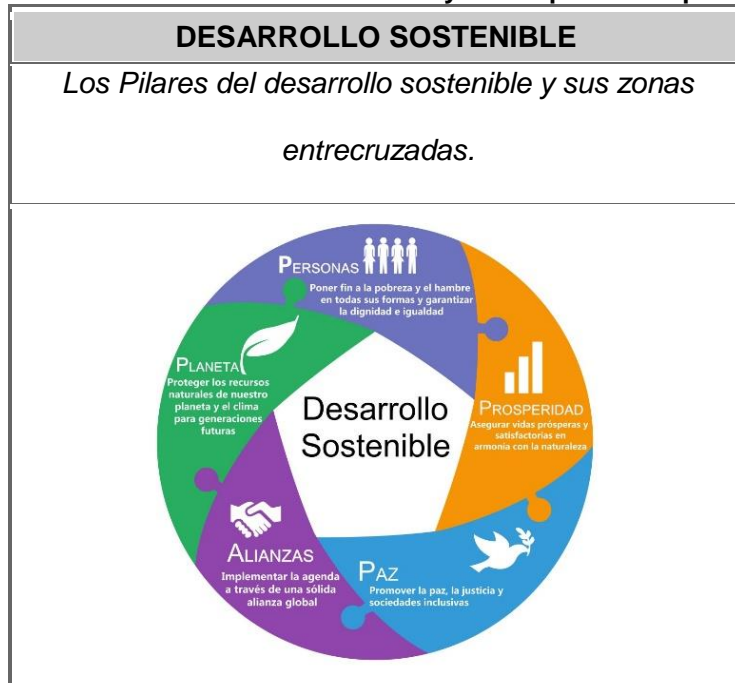 DESARROLLO SOSTENIBLE
Los Pilares del desarrollo sostenible y sus zonas
entrecruzadas.
PERSONAS
Poner fin a la pobreza y el hambre
en todas sus formas y garantizar
la dignidad e igualdad
PROSPERIDAD
Asegurar vidas prósperas y
satisfactorias en
armonía con la naturaleza
PAZ
Promover la paz, la justicia y
sociedades inclusivas
ALIANZAS
Implementar la agenda
a través de una sólida
alianza global
PLANETA
Proteger los recursos
naturales de nuestro
planeta y el clima
para generaciones
futuras
Desarrollo
Sostenible